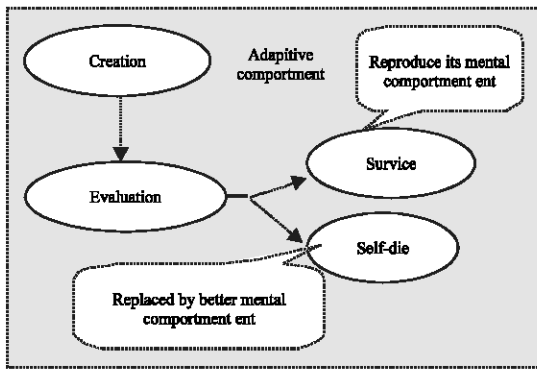 Creation
Adapitive
comportment
Reproduce its mental
comportment ent
Evaluation
Survice
Self-die
Replaced by better mental
comportment ent